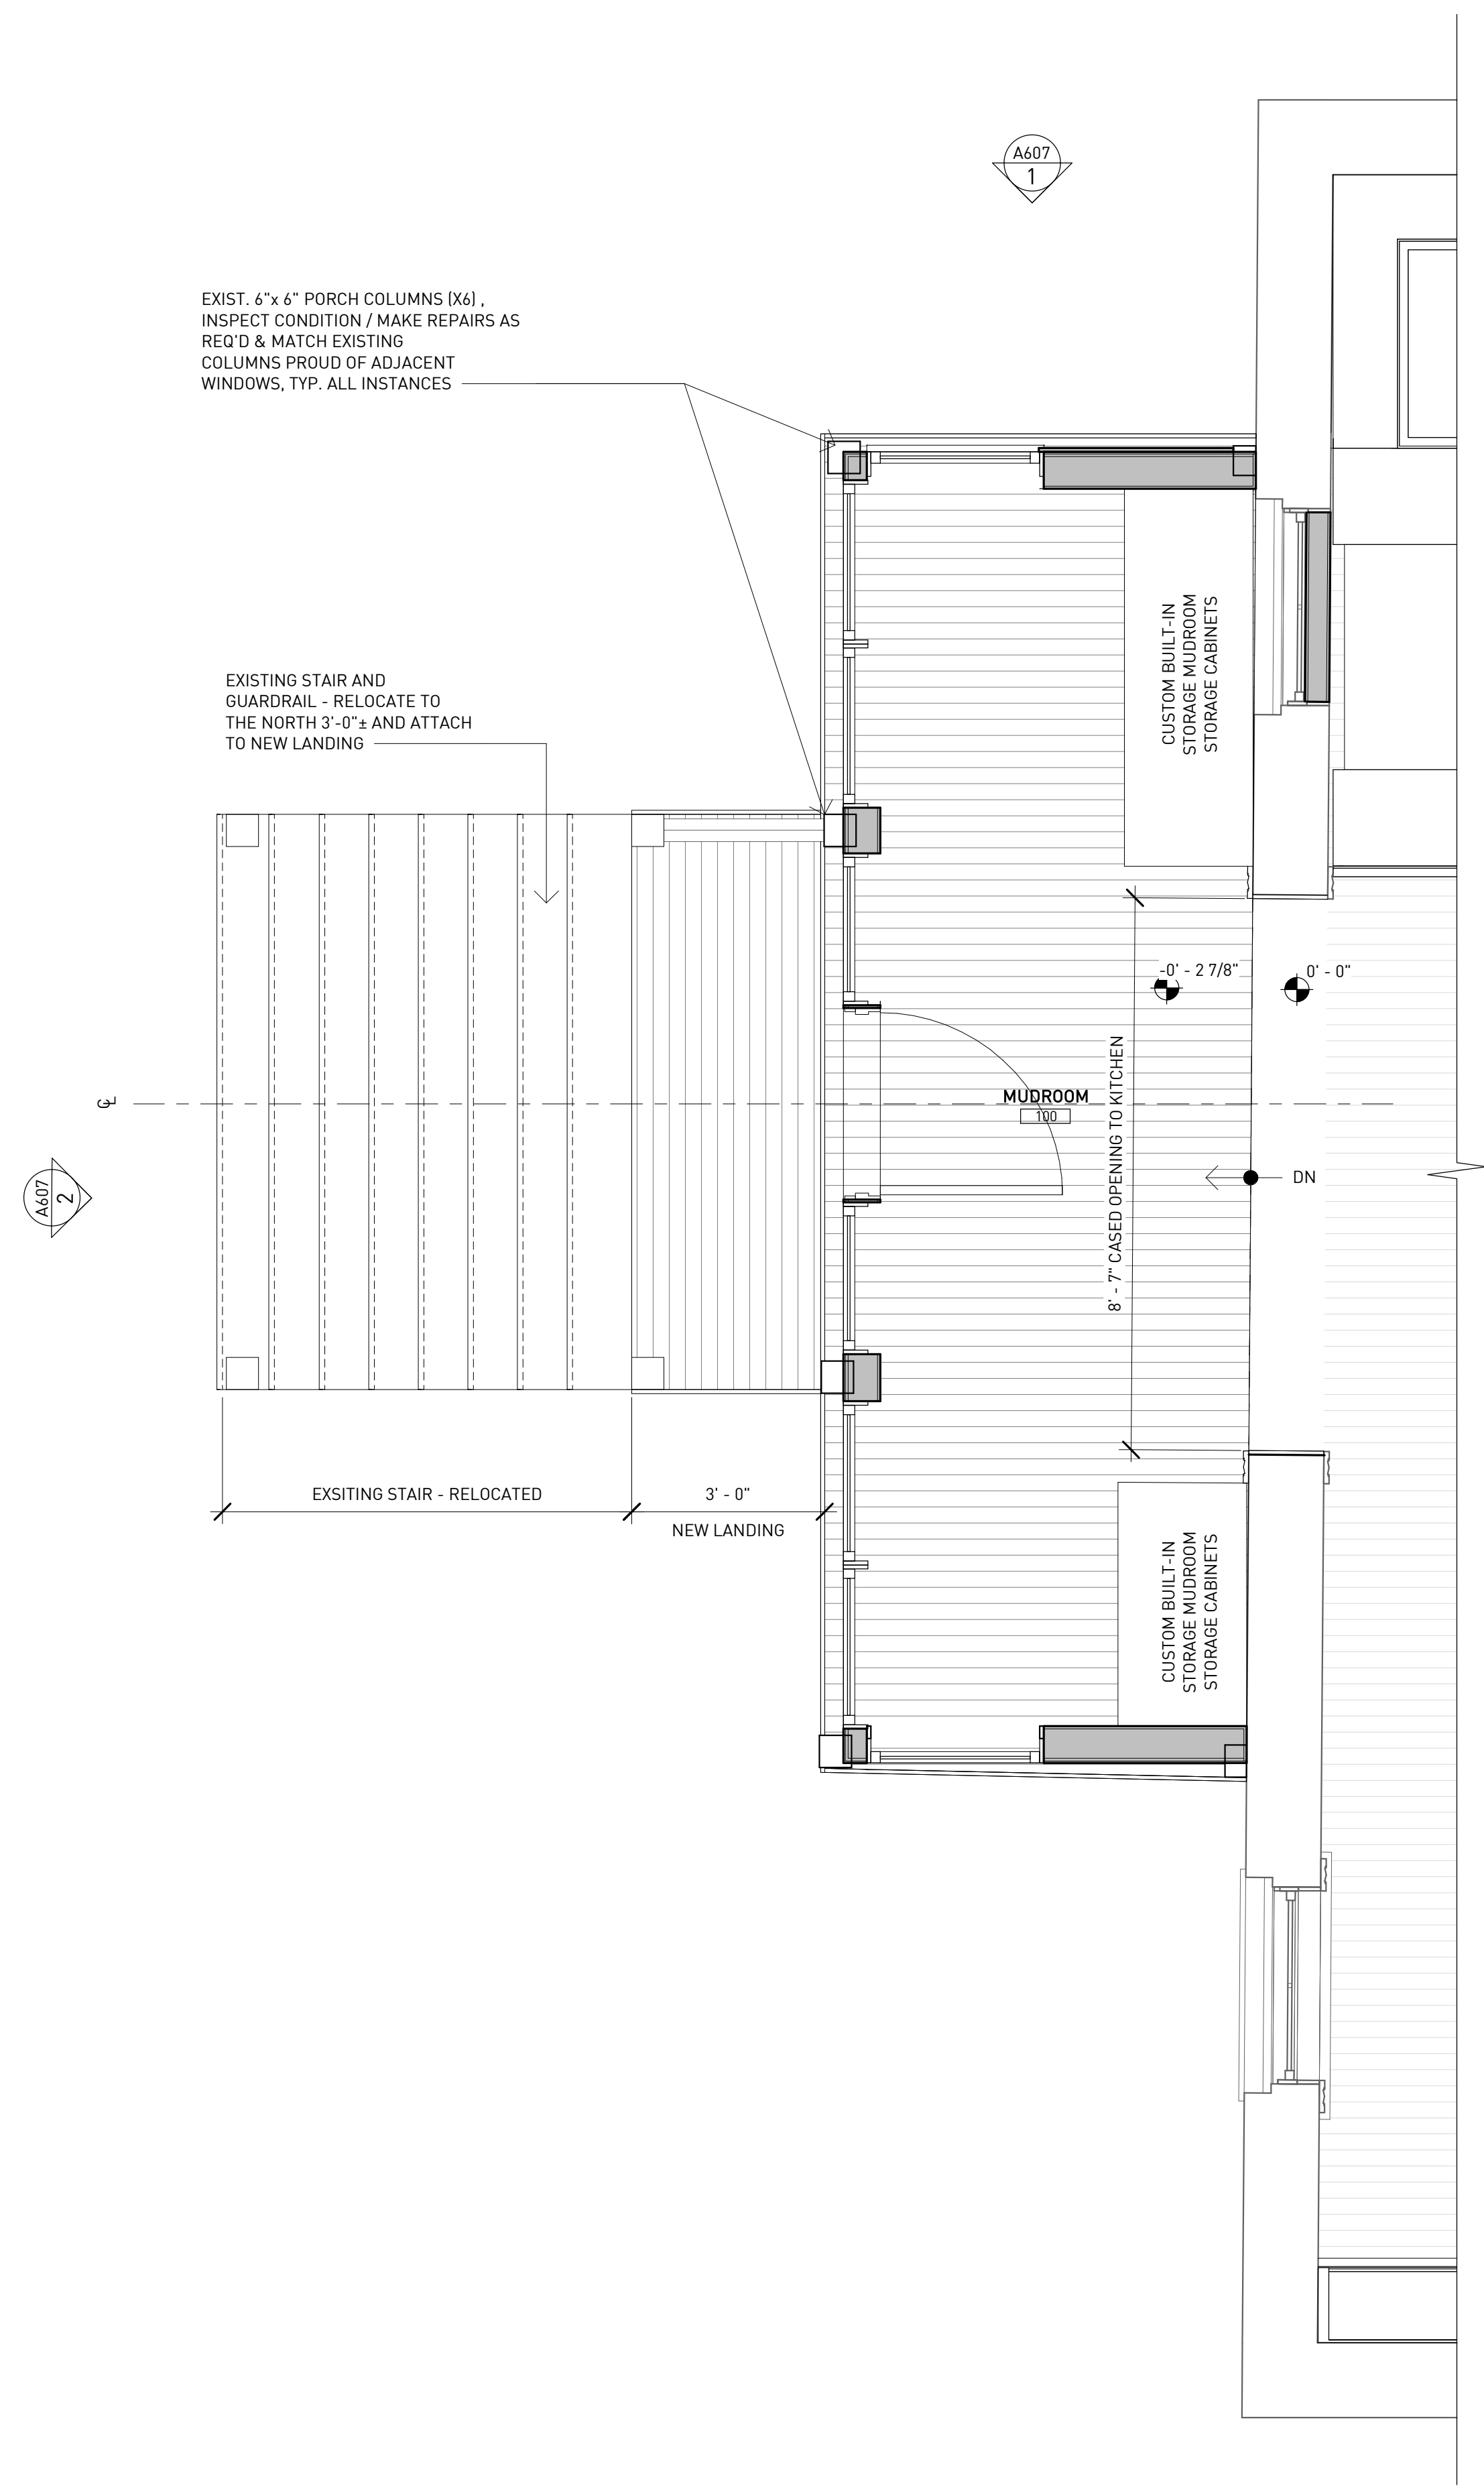 A607
1
EXIST. 6"x 6" PORCH COLUMNS (X6) ,
INSPECT CONDITION / MAKE REPAIRS AS
REQ'D & MATCH EXISTING
COLUMNS PROUD OF ADJACENT
WINDOWS, TYP. ALL INSTANCES
EXISTING STAIR AND
GUARDRAIL - RELOCATE TO
THE NORTH 3'-0"± AND ATTACH
TO NEW LANDING
CUSTOM BUILT-IN
STORAGE MUDROOM
STORAGE CABINETS
-0' - 2 7/8"
0' - 0"
8' - 7" CASED OPENING TO KITCHEN
MUDROOM
100
℄
DN
A607
2
EXSITING STAIR - RELOCATED
3' - 0"
NEW LANDING
CUSTOM BUILT-IN
STORAGE MUDROOM
STORAGE CABINETS